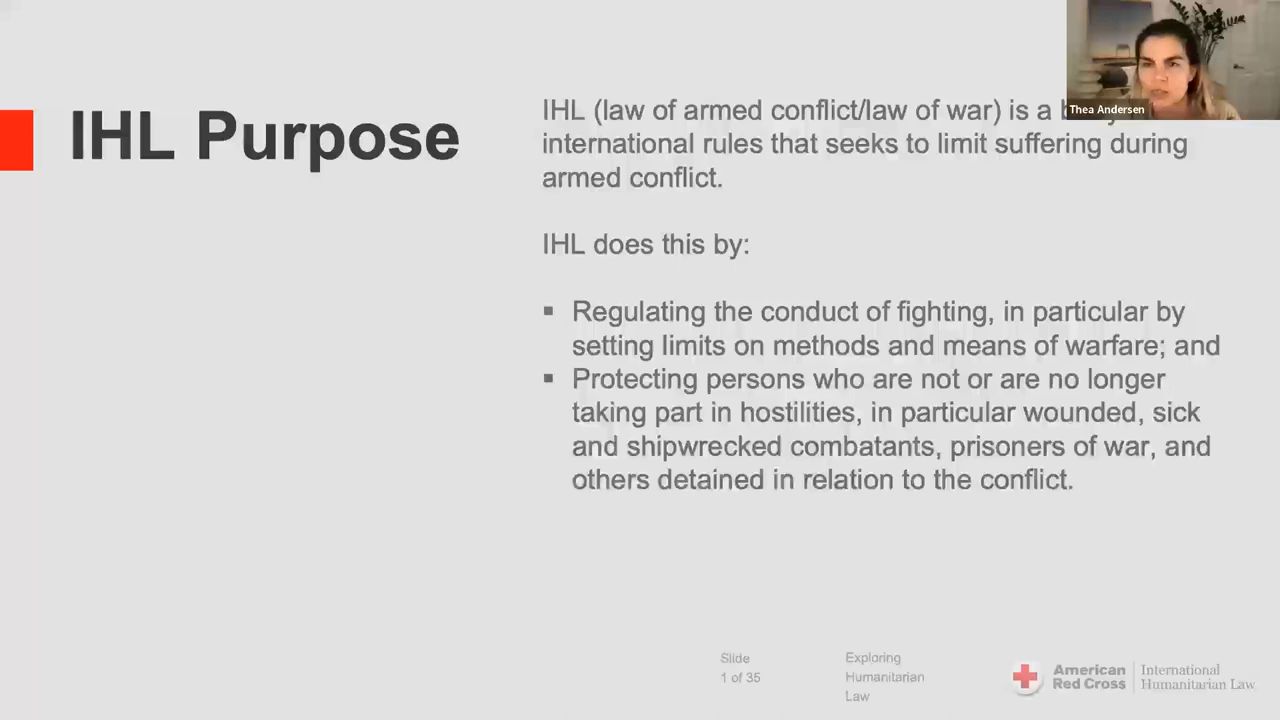 IHL Purpose
IHL (law of armed conflict/law of war) is a
international rules that seeks to limit suffering during
armed conflict.
IHL does this by:
▪ Regulating the conduct of fighting, in particular by
setting limits on methods and means of warfare; and
▪ Protecting persons who are not or are no longer
taking part in hostilities, in particular wounded, sick
and shipwrecked combatants, prisoners of war, and
others detained in relation to the conflict.
Thea Andersen
Slide
1 of 35
Exploring
Humanitarian
Law
American
Red Cross
International
Humanitarian Law